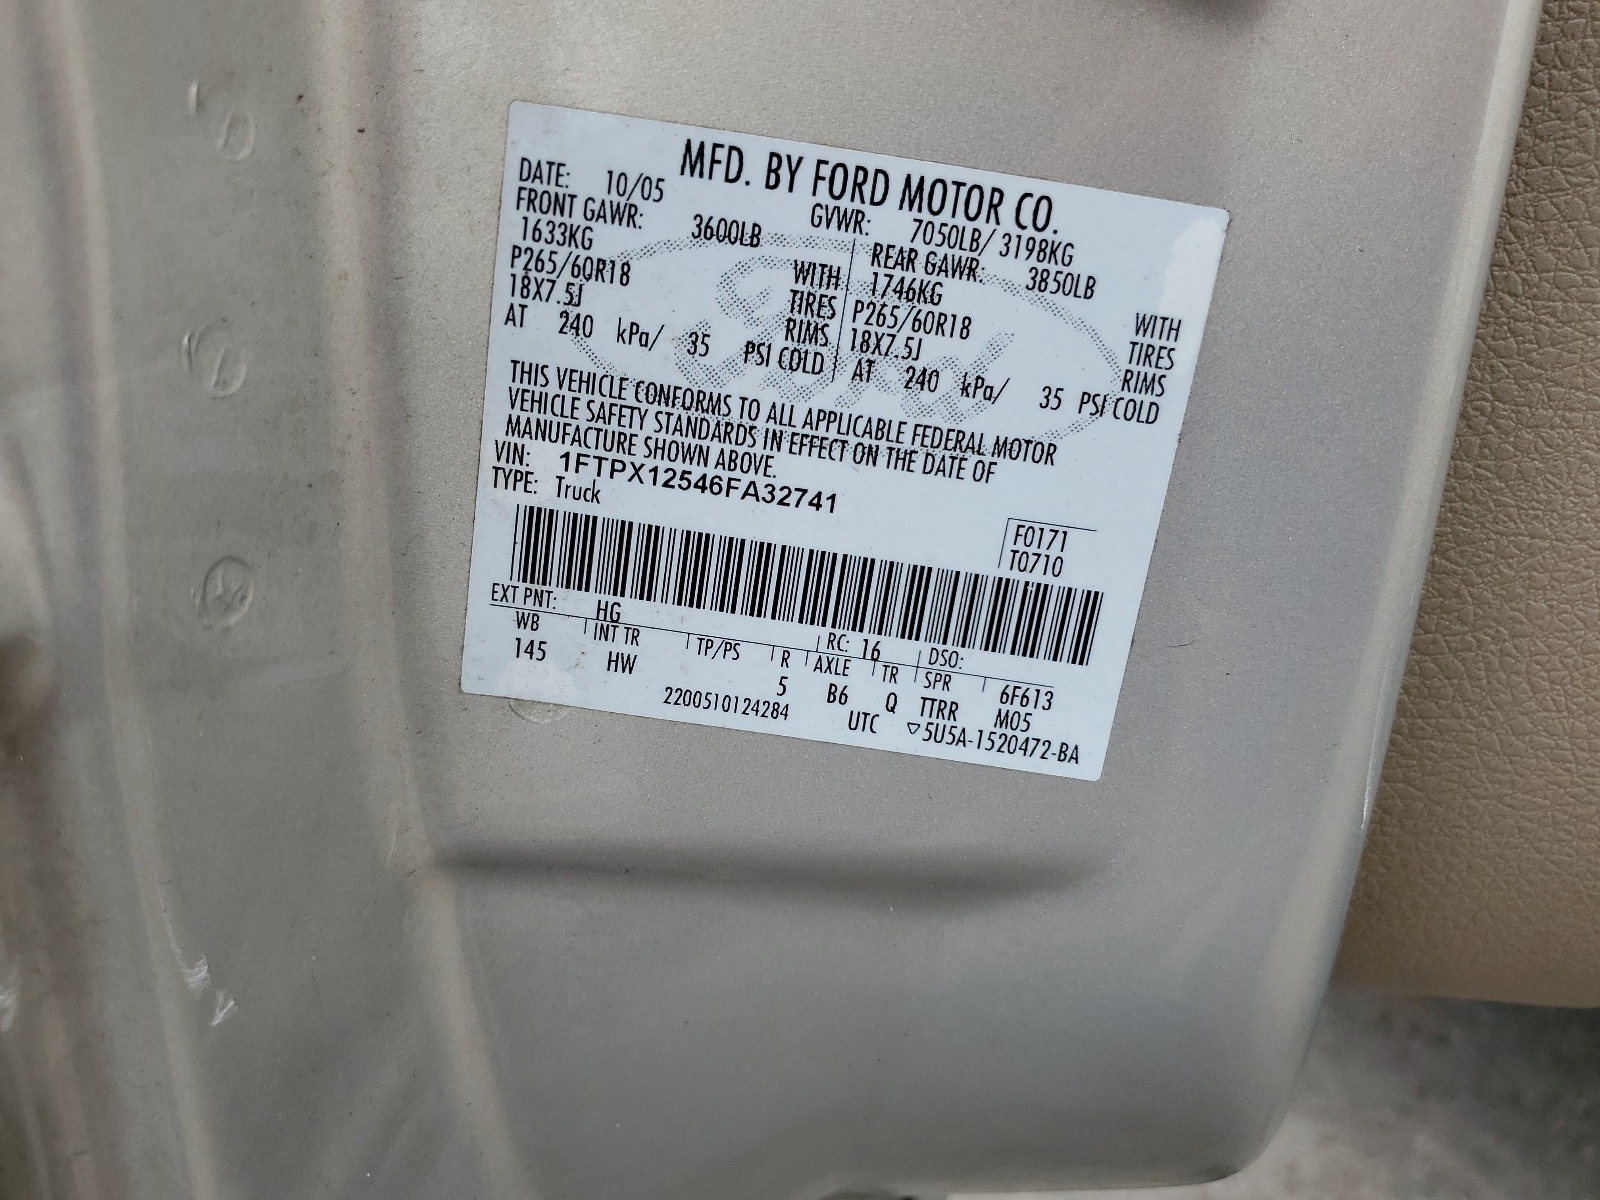 MFD. BY FORD MOTOR CO.
DATE: 10/05 GVWR: 7050LB/ 3198KG
FRONT GAWR: 3600LB REAR GAWR: 3850LB
1633KG WITH 1746KG WITH
P265/60R18 TIRES P265/60R18 TIRES
18X7.5J RIMS 18X7.5J RIMS
AT 240 kPa/ 35 PSI COLD AT 240 kPa/ 35 PSI COLD
THIS VEHICLE CONFORMS TO ALL APPLICABLE FEDERAL MOTOR
VEHICLE SAFETY STANDARDS IN EFFECT ON THE DATE OF
MANUFACTURE SHOWN ABOVE.
VIN: 1FTPX12546FA32741
TYPE: Truck
F0171
T0710
EXT PNT: HG RC: 16 DSO:
WB INT TR TP/PS R AXLE TR SPR 6F613
145 HW 5 B6 Q TTRR M05
2200510124284 UTC ▽5U5A-1520472-BA
Ford